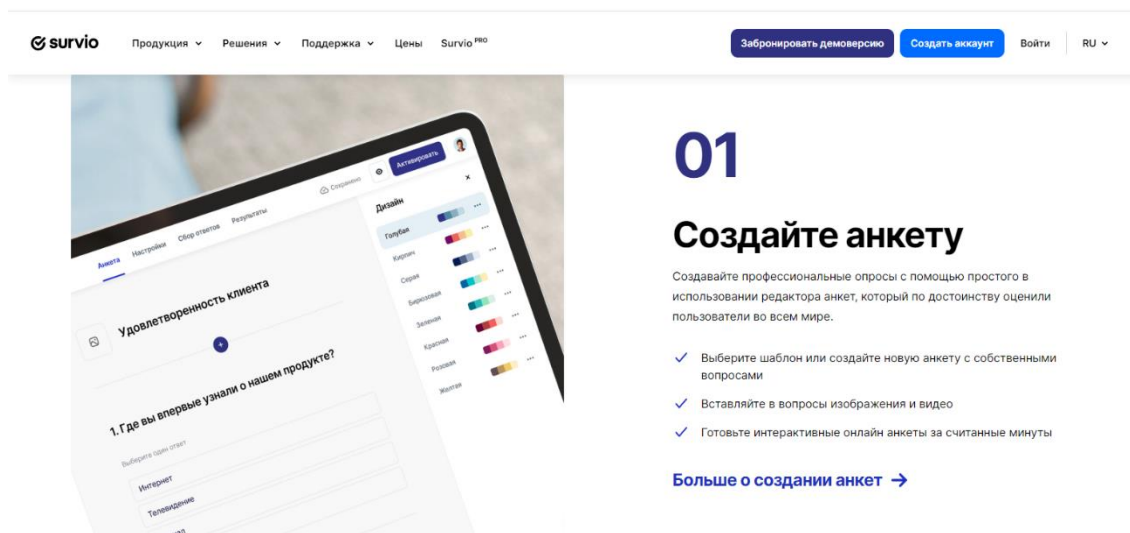 survio
Продукция
Решения
Поддержка
Цены
Survio PRO
Забронировать демоверсию
Создать аккаунт
Войти
RU
Анкета
Настройки
Сбор ответов
Результаты
Сохранено
Активировать
Удовлетворенность клиента
1. Где вы впервые узнали о нашем продукте?
Выберите один ответ
Интернет
Телевидение
Дизайн
Голубая
Кирпич
Серая
Бирюзовая
Зеленая
Красная
Розовая
Желтая
01
Создайте анкету
Создавайте профессиональные опросы с помощью простого в
использовании редактора анкет, который по достоинству оценили
пользователи во всем мире.
Выберите шаблон или создайте новую анкету с собственными
вопросами
Вставляйте в вопросы изображения и видео
Готовьте интерактивные онлайн анкеты за считанные минуты
Больше о создании анкет →